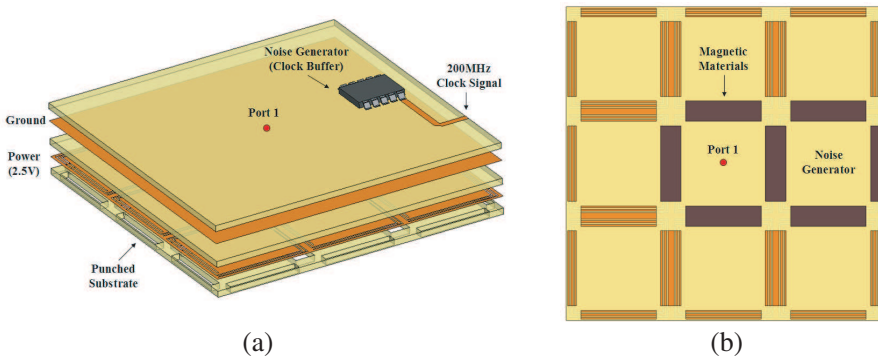 Noise Generator
(Clock Buffer)
200MHz
Clock Signal
Port 1
Ground
Power
(2.5V)
Punched
Substrate
(a)
Magnetic
Materials
Port 1
Noise
Generator
(b)